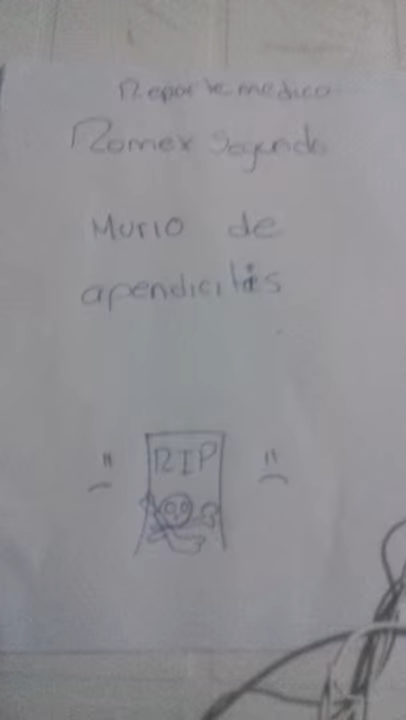 Reporte medico
Romex Segundo
Murio de
apendicitis
RIP